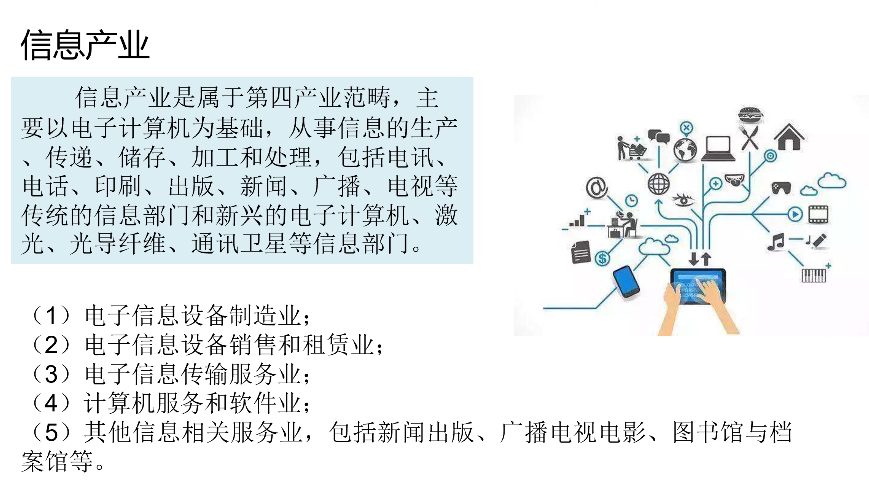 信息产业
信息产业是属于第四产业范畴，主
要以电子计算机为基础，从事信息的生产
、传递、储存、加工和处理，包括电讯、
电话、印刷、出版、新闻、广播、电视等
传统的信息部门和新兴的电子计算机、激
光、光导纤维、通讯卫星等信息部门。
（1）电子信息设备制造业；
（2）电子信息设备销售和租赁业；
（3）电子信息传输服务业；
（4）计算机服务和软件业；
（5）其他信息相关服务业，包括新闻出版、广播电视电影、图书馆与档
案馆等。